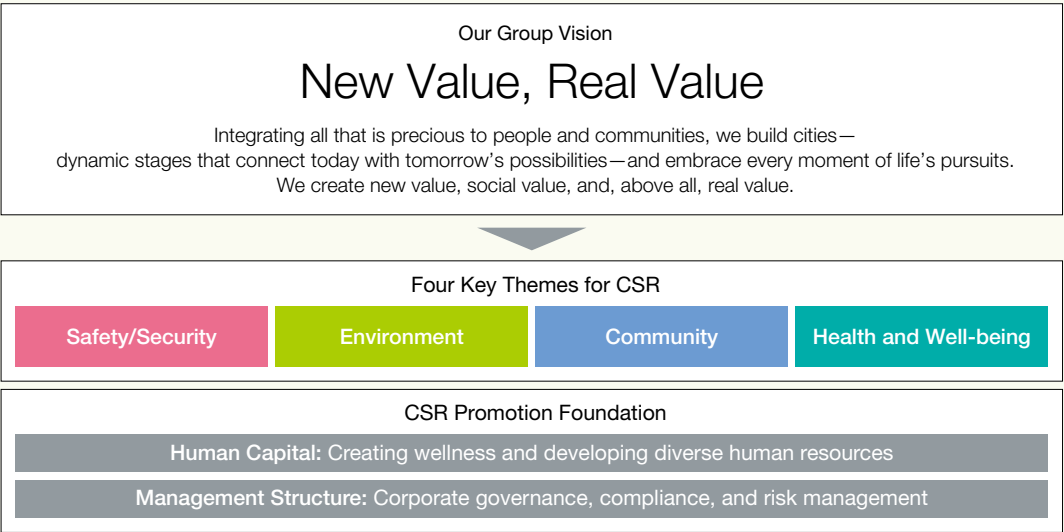 Our Group Vision
New Value, Real Value
Integrating all that is precious to people and communities, we build cities—
dynamic stages that connect today with tomorrow’s possibilities—and embrace every moment of life’s pursuits.
We create new value, social value, and, above all, real value.
Four Key Themes for CSR
Safety/Security
Environment
Community
Health and Well-being
CSR Promotion Foundation
Human Capital: Creating wellness and developing diverse human resources
Management Structure: Corporate governance, compliance, and risk management